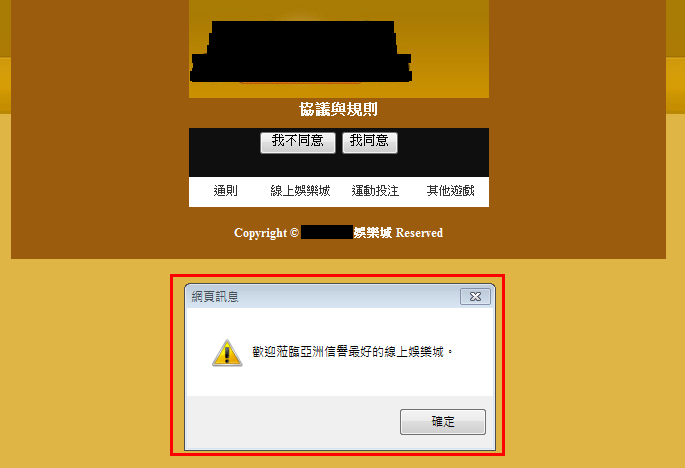 協議與規則
我不同意 我同意
通則 線上娛樂城 運動投注 其他遊戲
Copyright © 娛樂城 Reserved
網頁訊息
歡迎蒞臨亞洲信譽最好的線上娛樂城。
確定